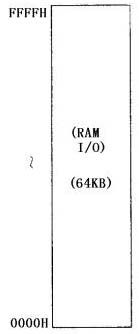 FFFFH
(RAM
I/O)
~
(64KB)
0000H